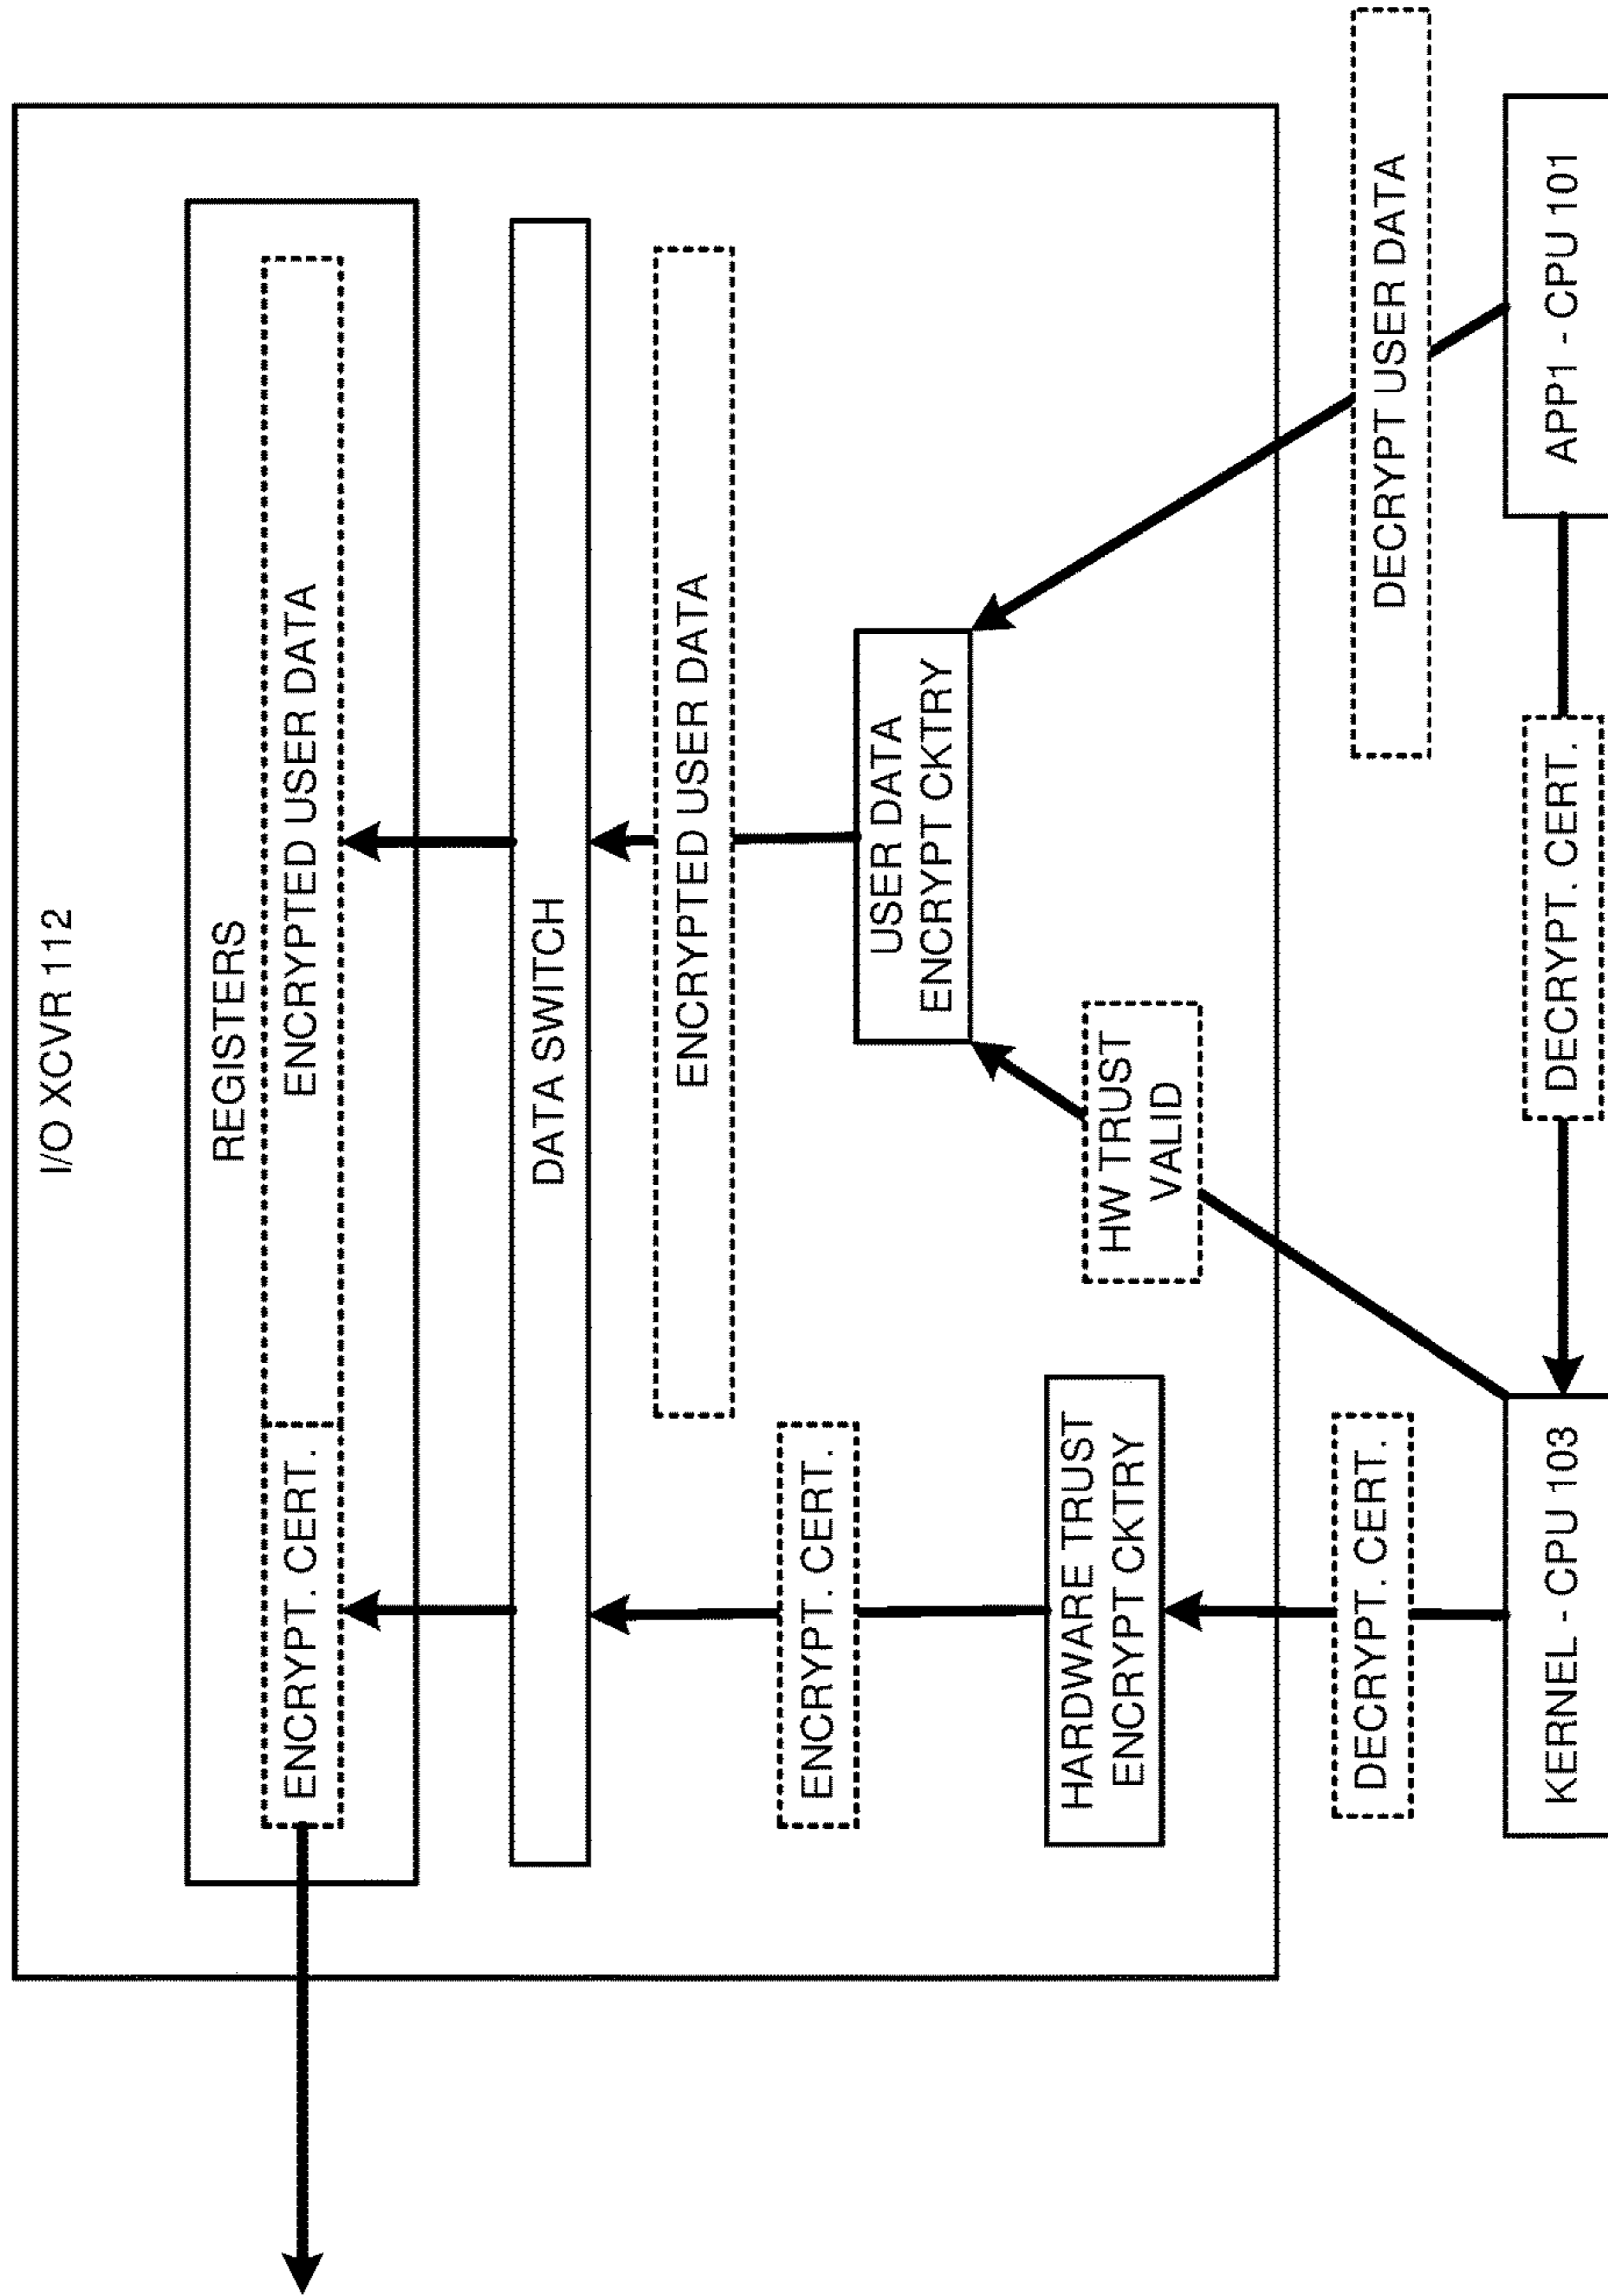 I/O XCVR 112
REGISTERS
ENCRYPT. CERT.
ENCRYPTED USER DATA
DATA SWITCH
ENCRYPTED USER DATA
ENCRYPT. CERT.
USER DATA
ENCRYPT CKTRY
HARDWARE TRUST
ENCRYPT CKTRY
HW TRUST
VALID
DECRYPT. CERT.
DECRYPT USER DATA
KERNEL - CPU 103
DECRYPT. CERT.
APP1 - CPU 101